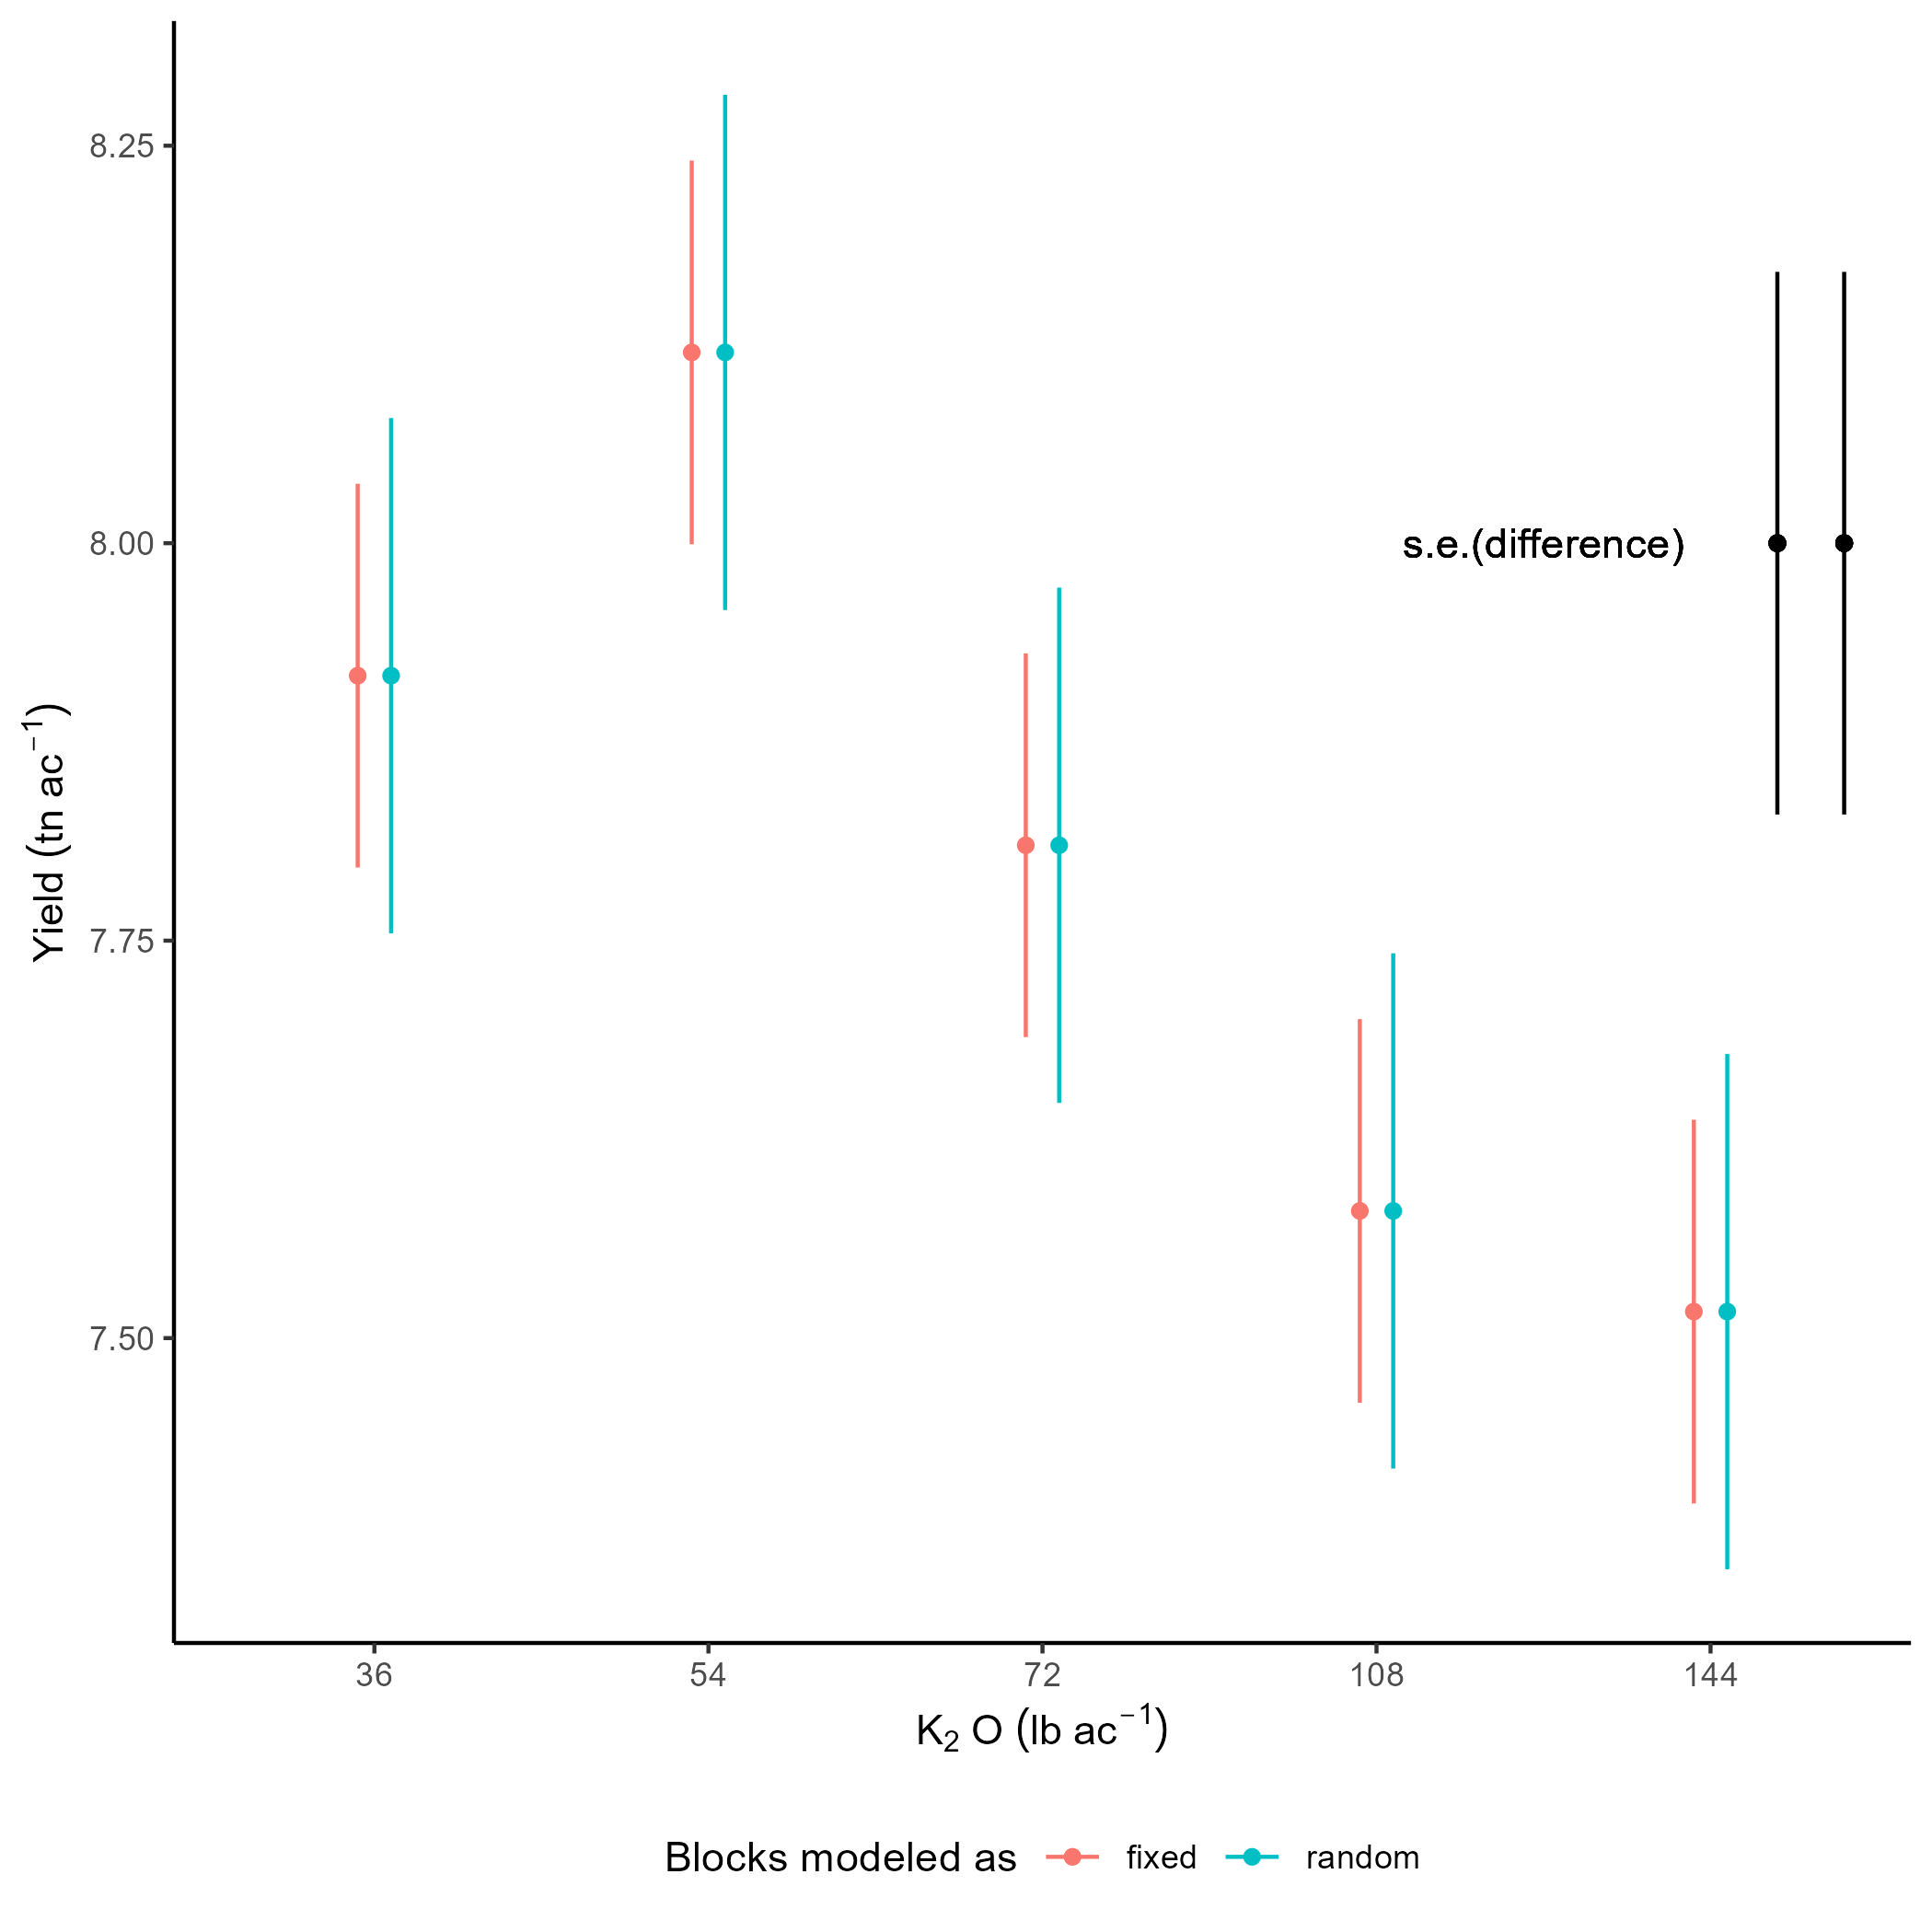 8.25
8.00
7.75
7.50
Yield (tn ac⁻¹)
s.e.(difference)
36 54 72 108 144
K₂ O (lb ac⁻¹)
Blocks modeled as fixed random